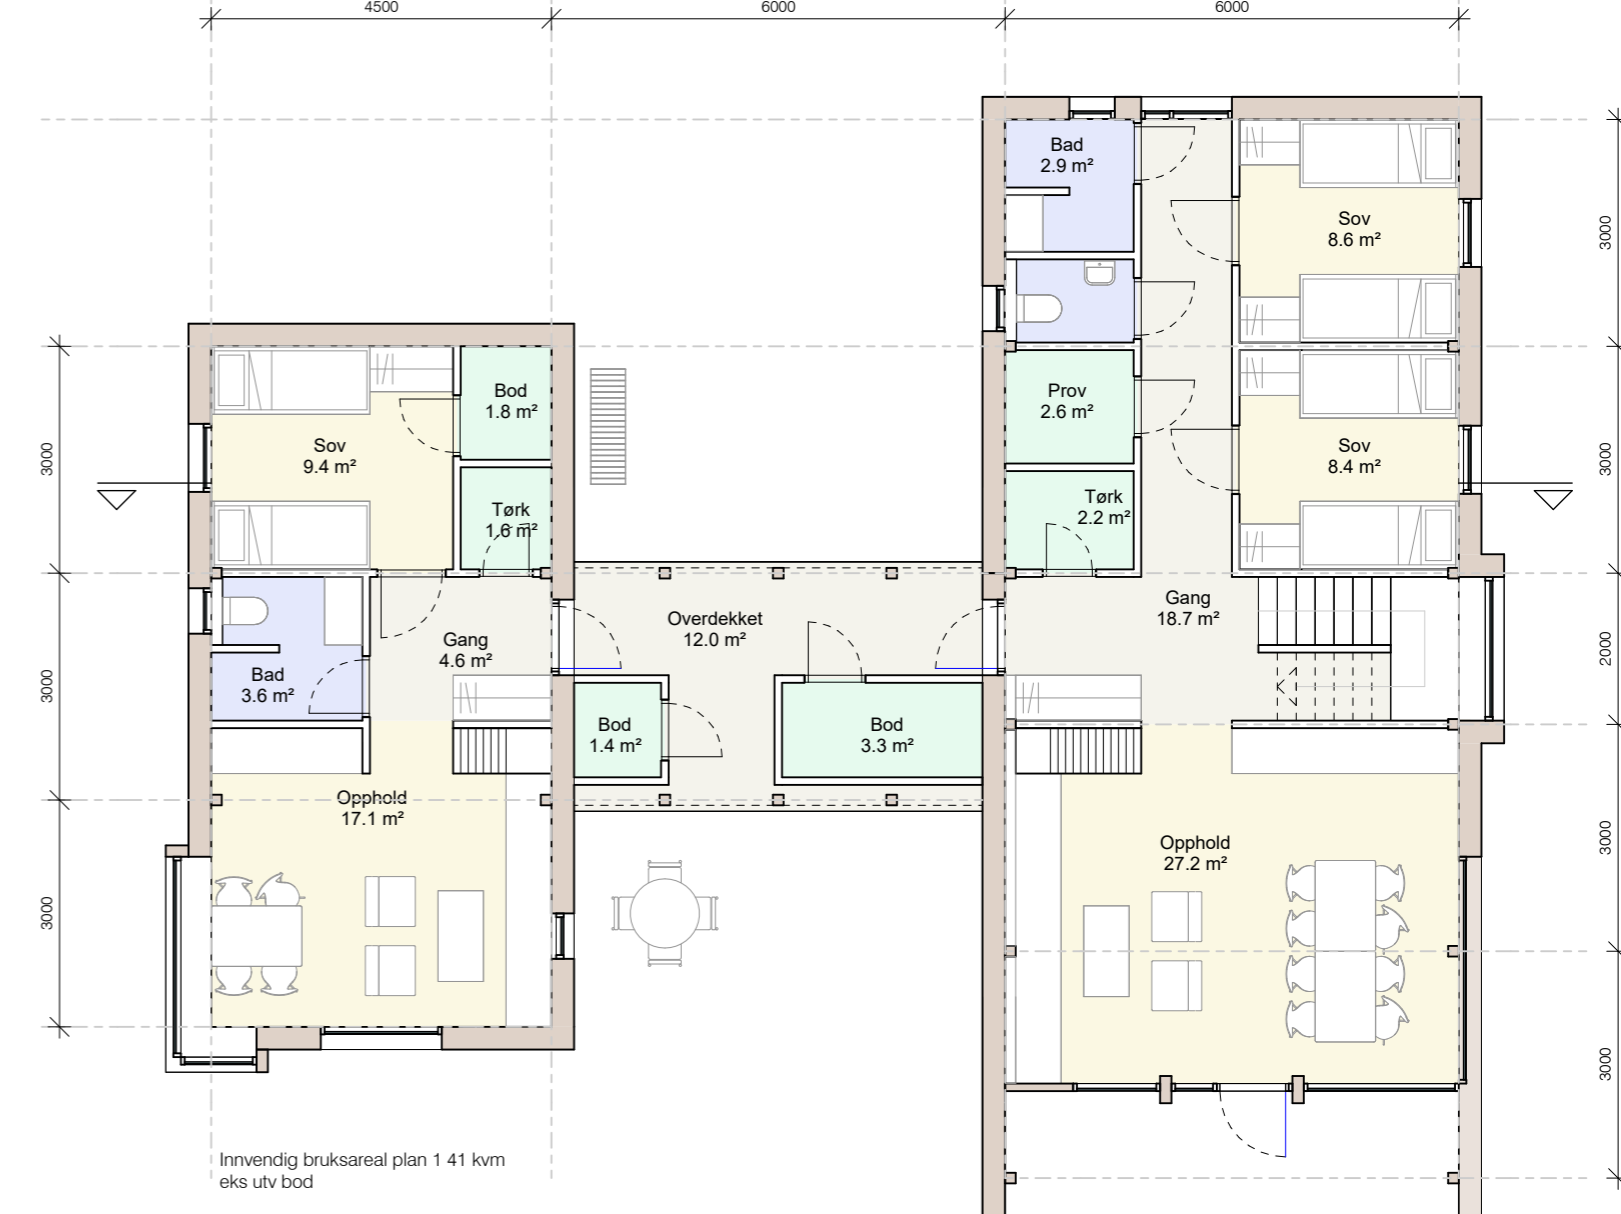 4500
6000
6000
Bad
2.9 m²
Sov
8.6 m²
3000
Bod
1.8 m²
Sov
9.4 m²
Prov
2.6 m²
Sov
8.4 m²
3000
3000
Tørk
1.6 m²
Tørk
2.2 m²
Gang
4.6 m²
Overdekket
12.0 m²
Gang
18.7 m²
2000
Bad
3.6 m²
3000
Bod
1.4 m²
Bod
3.3 m²
Opphold
17.1 m²
Opphold
27.2 m²
3000
3000
3000
Innvendig bruksareal plan 1 41 kvm
eks utv bod